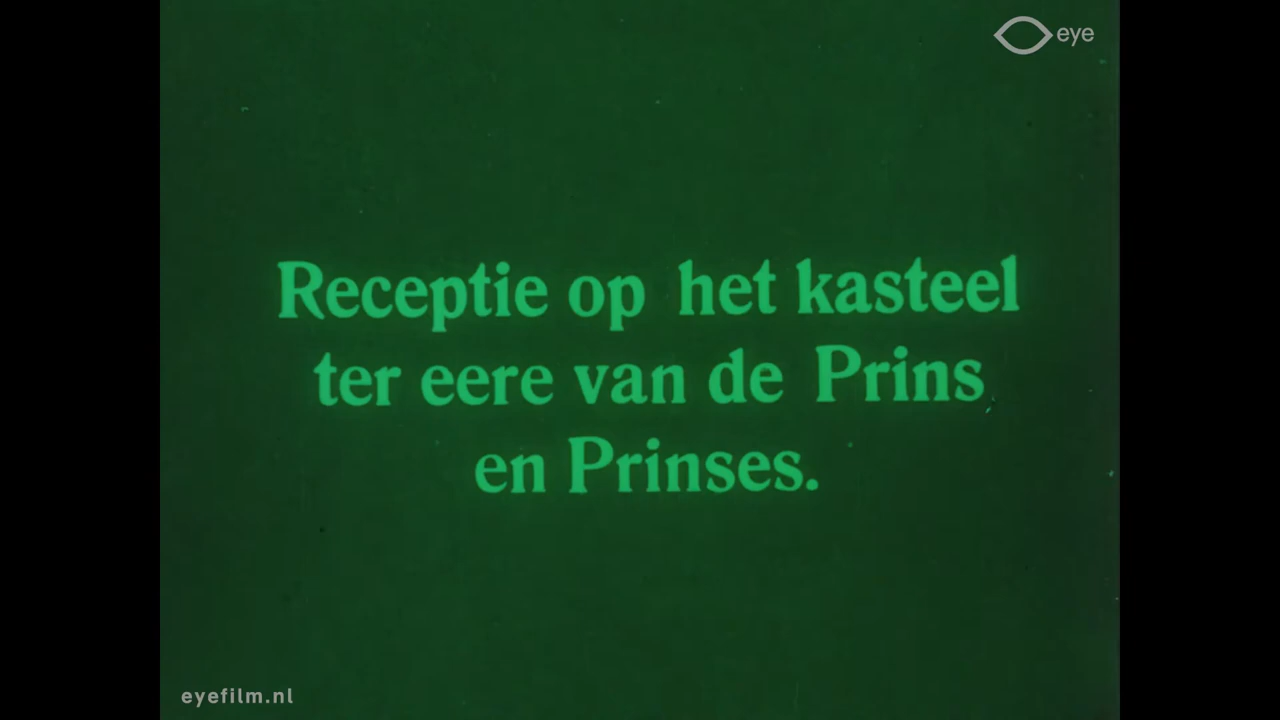 eye
Receptie op het kasteel
ter eere van de Prins
en Prinses.
eyefilm.nl